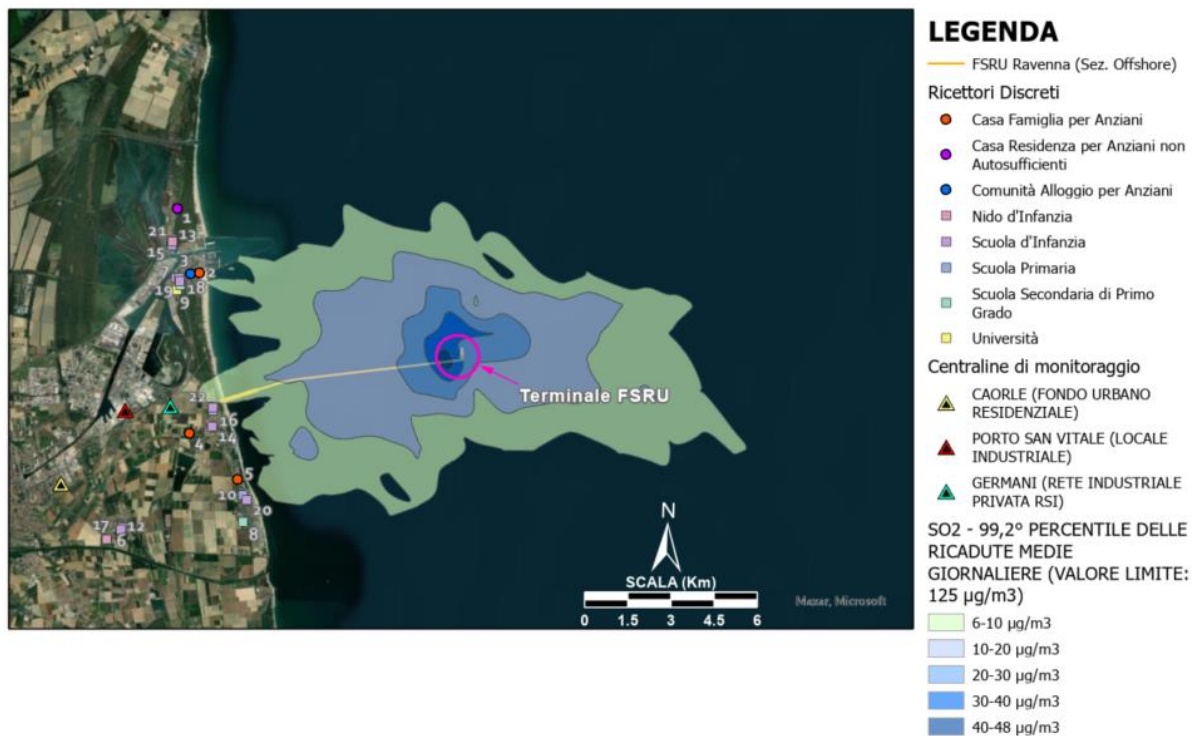 LEGENDA
FSRU Ravenna (Sez. Offshore)
Ricettori Discreti
Casa Famiglia per Anziani
Casa Residenza per Anziani non
Autosufficienti
Comunità Alloggio per Anziani
Nido d'Infanzia
Scuola d'Infanzia
Scuola Primaria
Scuola Secondaria di Primo
Grado
Università
Centraline di monitoraggio
CAORLE (FONDO URBANO
RESIDENZIALE)
PORTO SAN VITALE (LOCALE
INDUSTRIALE)
GERMANI (RETE INDUSTRIALE
PRIVATA RSI)
SO2 - 99,2° PERCENTILE DELLE
RICADUTE MEDIE
GIORNALIERE (VALORE LIMITE:
125 µg/m3)
6-10 µg/m3
10-20 µg/m3
20-30 µg/m3
30-40 µg/m3
40-48 µg/m3
1
21
13
15
3
2
7
19
18
9
22
16
14
4
5
10
20
8
17
12
6
Terminale FSRU
N
SCALA (Km)
0 1.5 3 4.5 6
Maxar, Microsoft